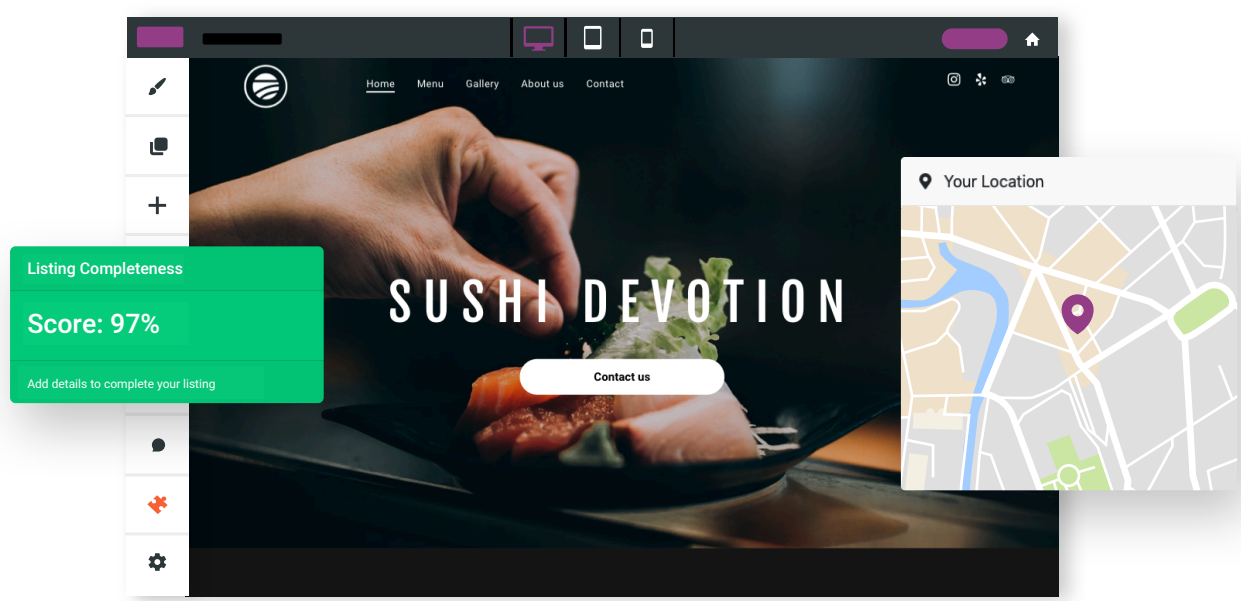 Home Menu Gallery About us Contact
Your Location
Listing Completeness
SUSHI DEVOTION
Score: 97%
Contact us
Add details to complete your listing